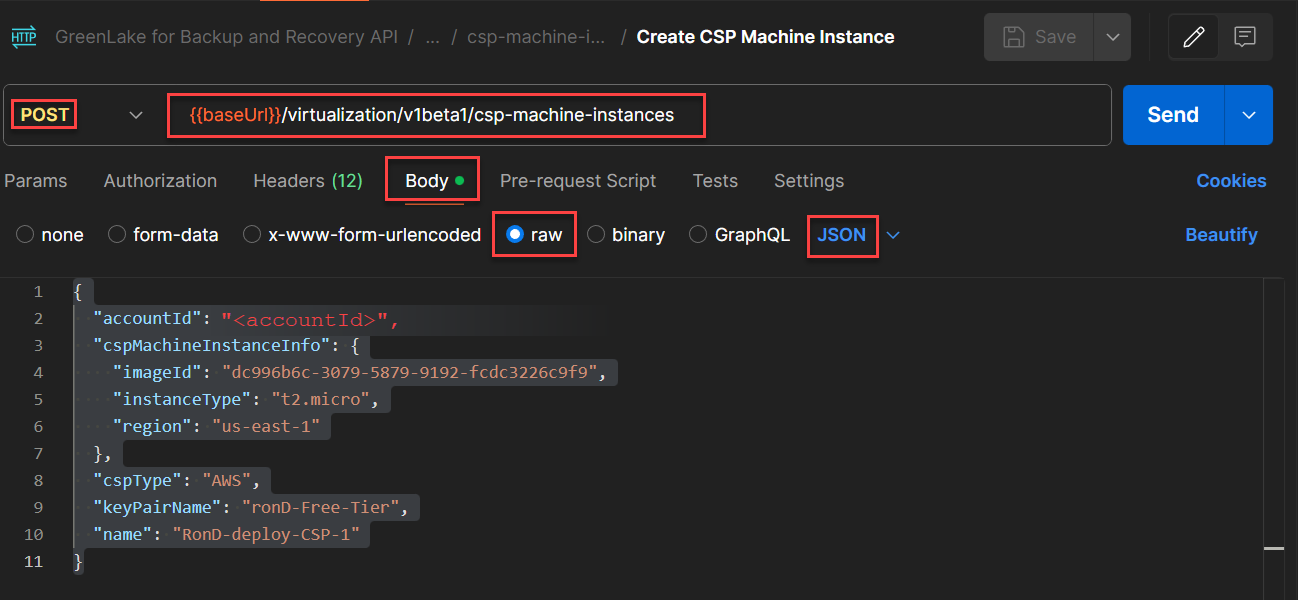 HTTP GreenLake for Backup and Recovery API / ... / csp-machine-i... / Create CSP Machine Instance Save
POST {{baseUrl}}/virtualization/v1beta1/csp-machine-instances Send
Params Authorization Headers (12) Body Pre-request Script Tests Settings Cookies
none form-data x-www-form-urlencoded raw binary GraphQL JSON Beautify
1 {
2 "accountId": "<accountId>",
3 "cspMachineInstanceInfo": {
4 "imageId": "dc996b6c-3079-5879-9192-fcdc3226c9f9",
5 "instanceType": "t2.micro",
6 "region": "us-east-1"
7 },
8 "cspType": "AWS",
9 "keyPairName": "ronD-Free-Tier",
10 "name": "RonD-deploy-CSP-1"
11 }